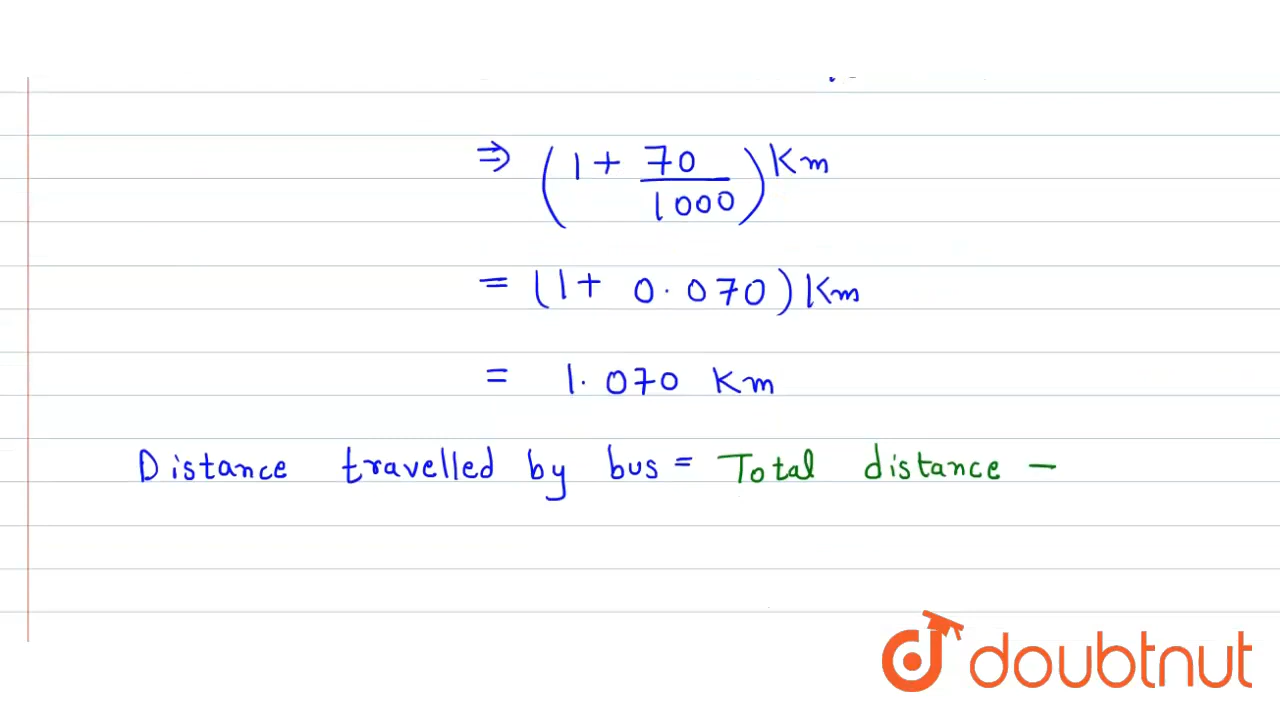 ⇒ (1 + 70/1000) Km
= (1 + 0.070) Km
= 1.070 Km
Distance travelled by bus = Total distance –
doubtnut